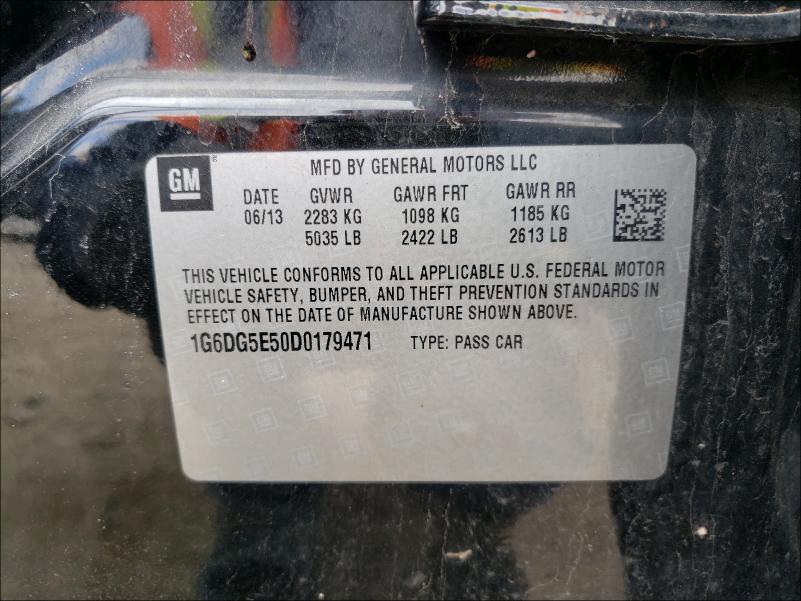 GM
MFD BY GENERAL MOTORS LLC
DATE GVWR GAWR FRT GAWR RR
06/13 2283 KG 1098 KG 1185 KG
5035 LB 2422 LB 2613 LB
THIS VEHICLE CONFORMS TO ALL APPLICABLE U.S. FEDERAL MOTOR
VEHICLE SAFETY, BUMPER, AND THEFT PREVENTION STANDARDS IN
EFFECT ON THE DATE OF MANUFACTURE SHOWN ABOVE.
1G6DG5E50D0179471 TYPE: PASS CAR